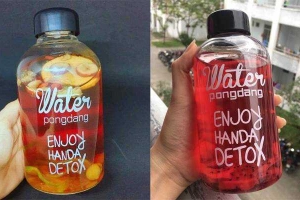 Water
pongdang
ENJOY
HANDA
DETOX
Water
pongdang
ENJOY
HANDA
DETOX